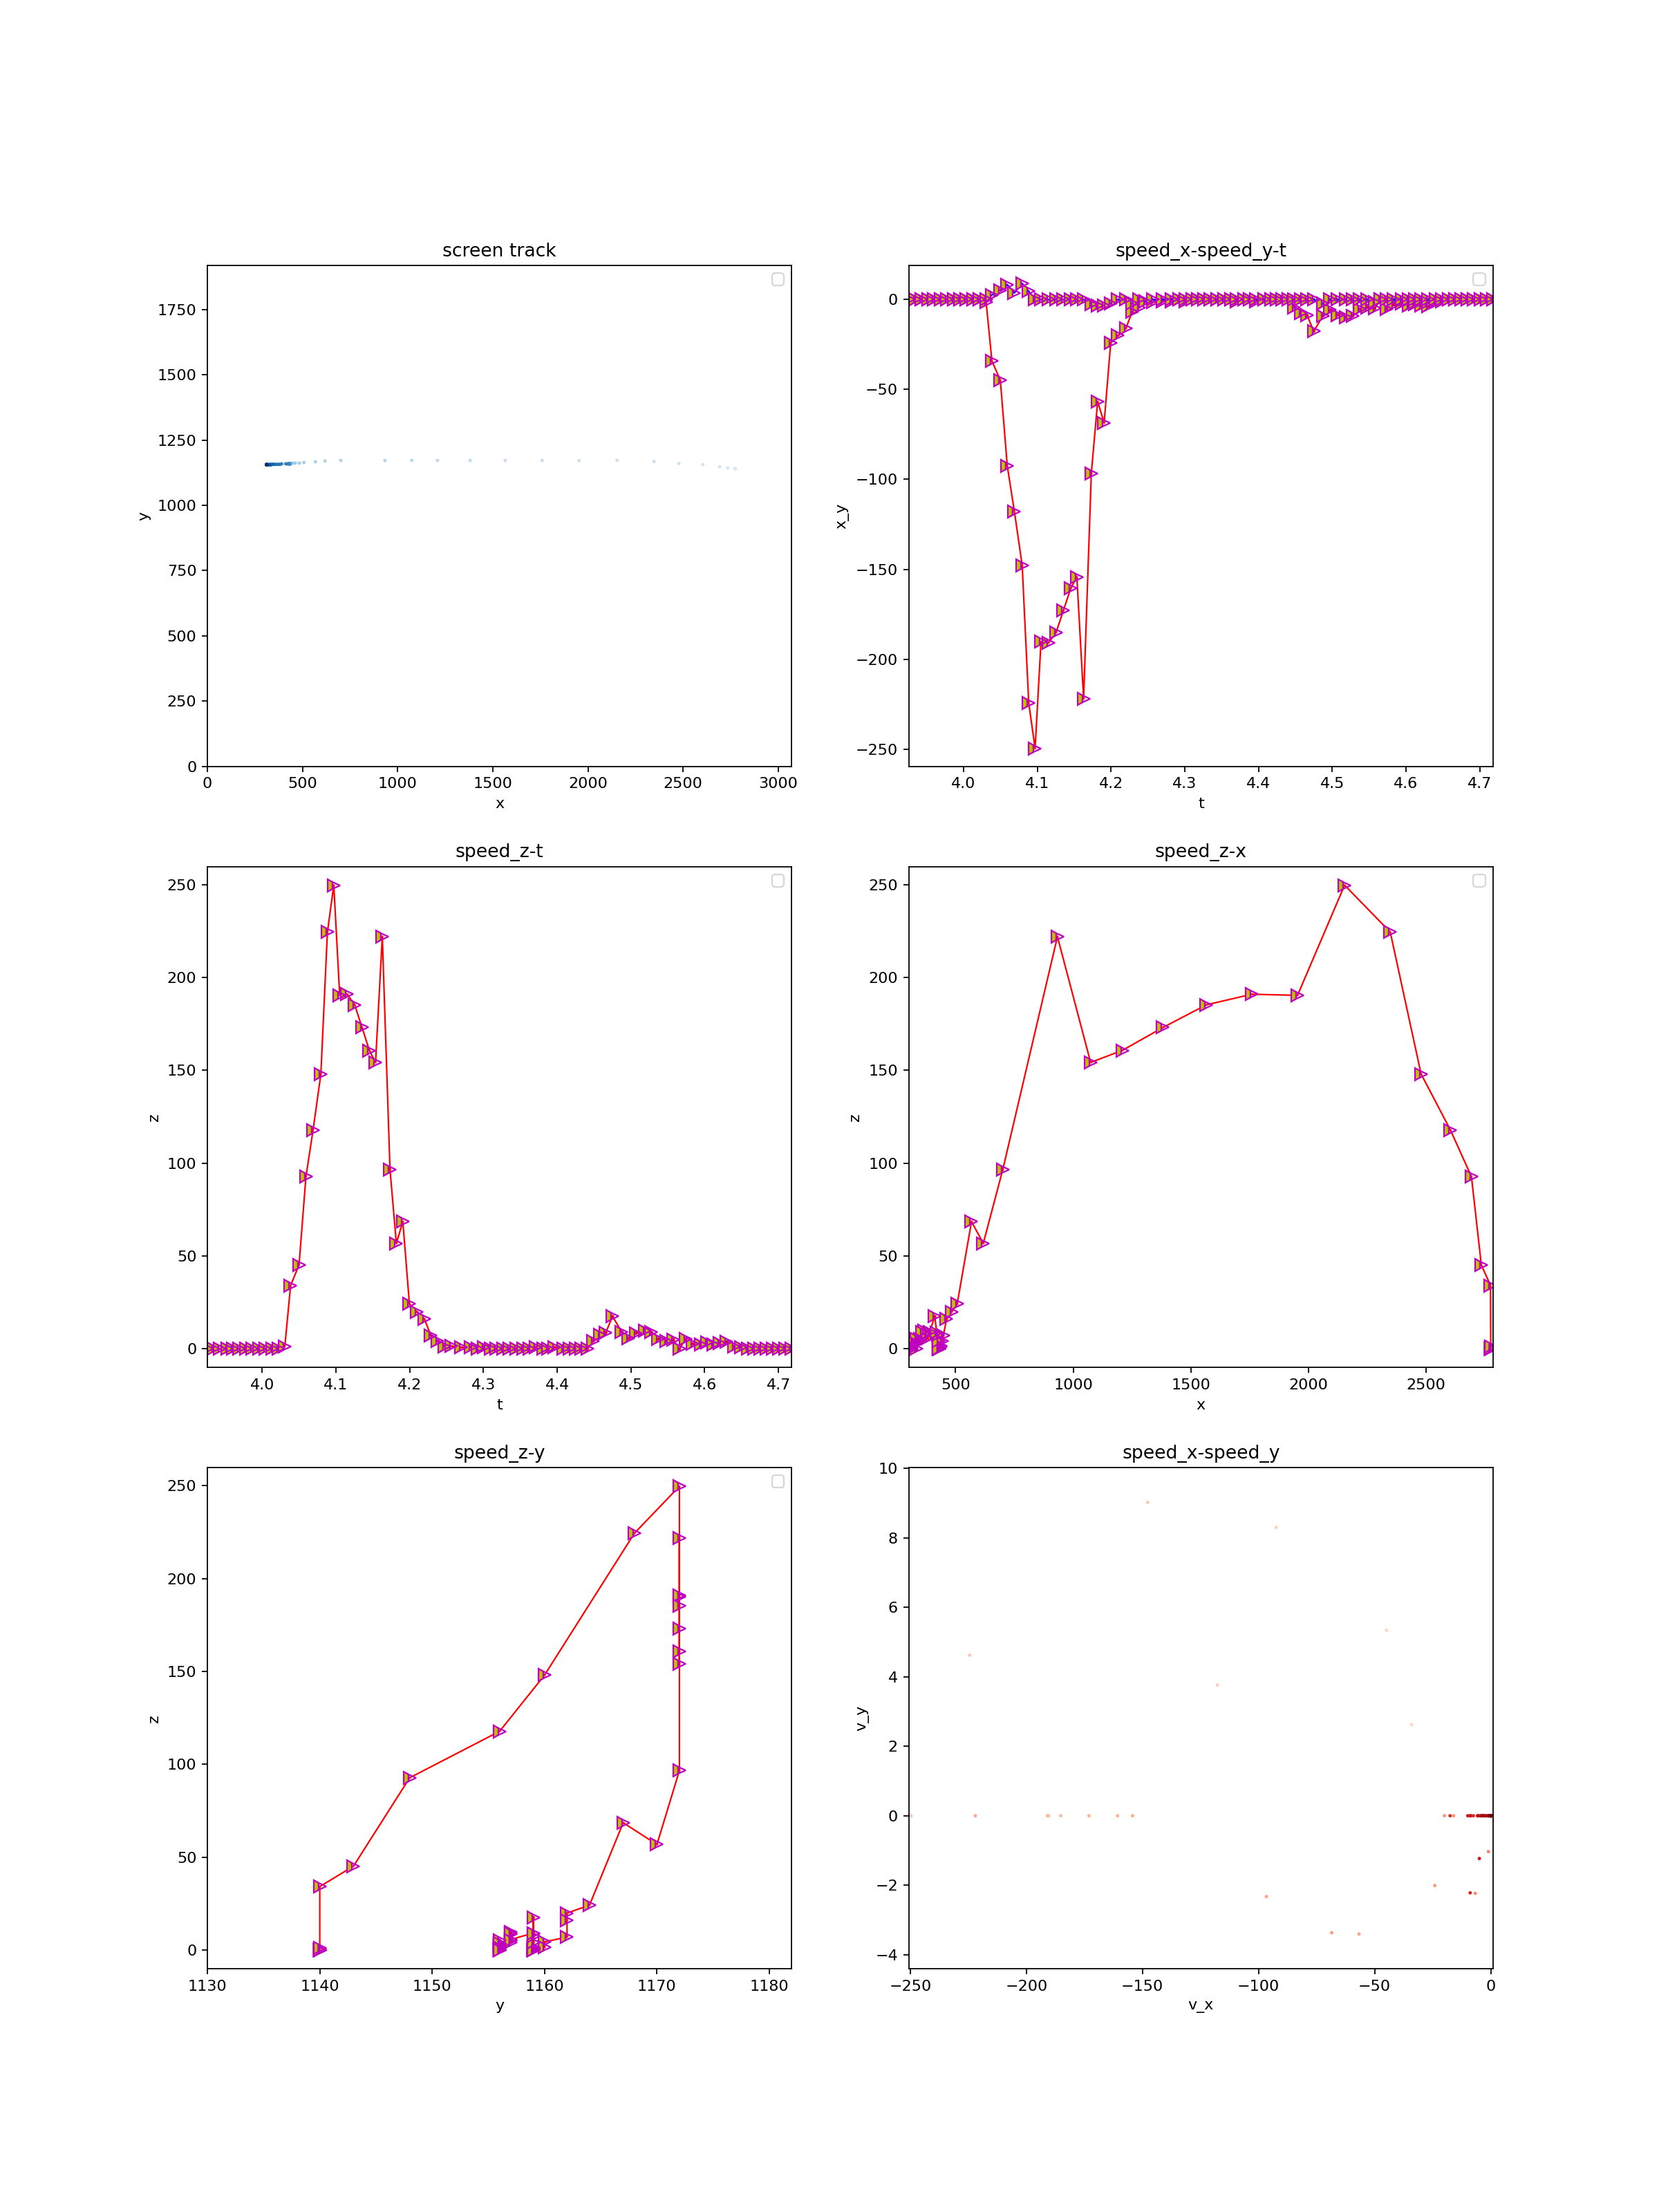 screen track
1750
1500
1250
1000
750
500
250
0
y
0 500 1000 1500 2000 2500 3000
x
speed_x-speed_y-t
0
−50
−100
−150
−200
−250
x_y
4.0 4.1 4.2 4.3 4.4 4.5 4.6 4.7
t
speed_z-t
250
200
150
100
50
0
z
4.0 4.1 4.2 4.3 4.4 4.5 4.6 4.7
t
speed_z-x
250
200
150
100
50
0
z
500 1000 1500 2000 2500
x
speed_z-y
250
200
150
100
50
0
z
1130 1140 1150 1160 1170 1180
y
speed_x-speed_y
10
8
6
4
2
0
−2
−4
v_y
−250 −200 −150 −100 −50 0
v_x